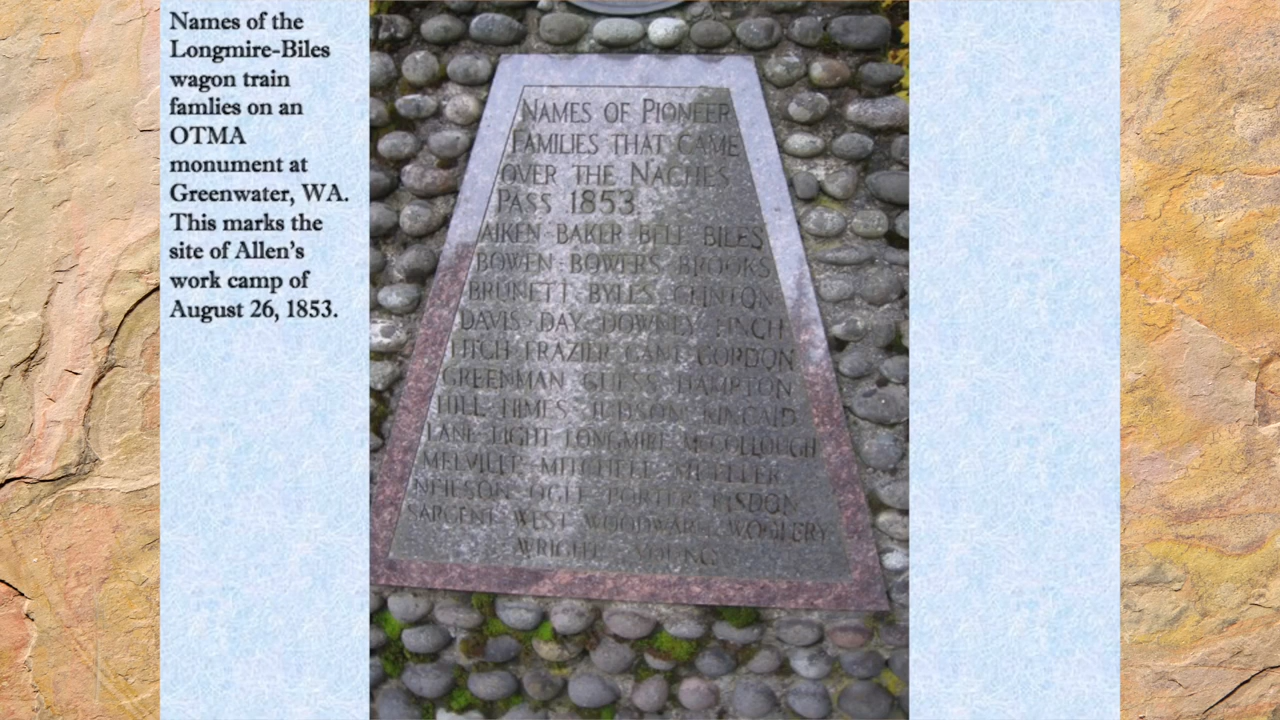 Names of the
Longmire-Biles
wagon train
famlies on an
OTMA
monument at
Greenwater, WA.
This marks the
site of Allen's
work camp of
August 26, 1853.
NAMES OF PIONEER
FAMILIES THAT CAME
OVER THE NACHES
PASS 1853
AIKEN - BAKER BELL BILES
BOWEN - BOWERS BROOKS
BRUNETT BYLES CLINTON
DAVIS - DAY DOWNEY FINCH
FITCH FRAZIER GANT GORDON
GREENMAN GUESS HAMPTON
HILL HIMES JUDSON KINCAID
LANE LIGHT LONGMIRE McCOLLOUGH
MELVILLE - MITCHELL MUELLER
NEILSON OGLE PORTER RISDON
SARGENT WEST WOODWARD WOOLERY
WRIGHT YOUNG